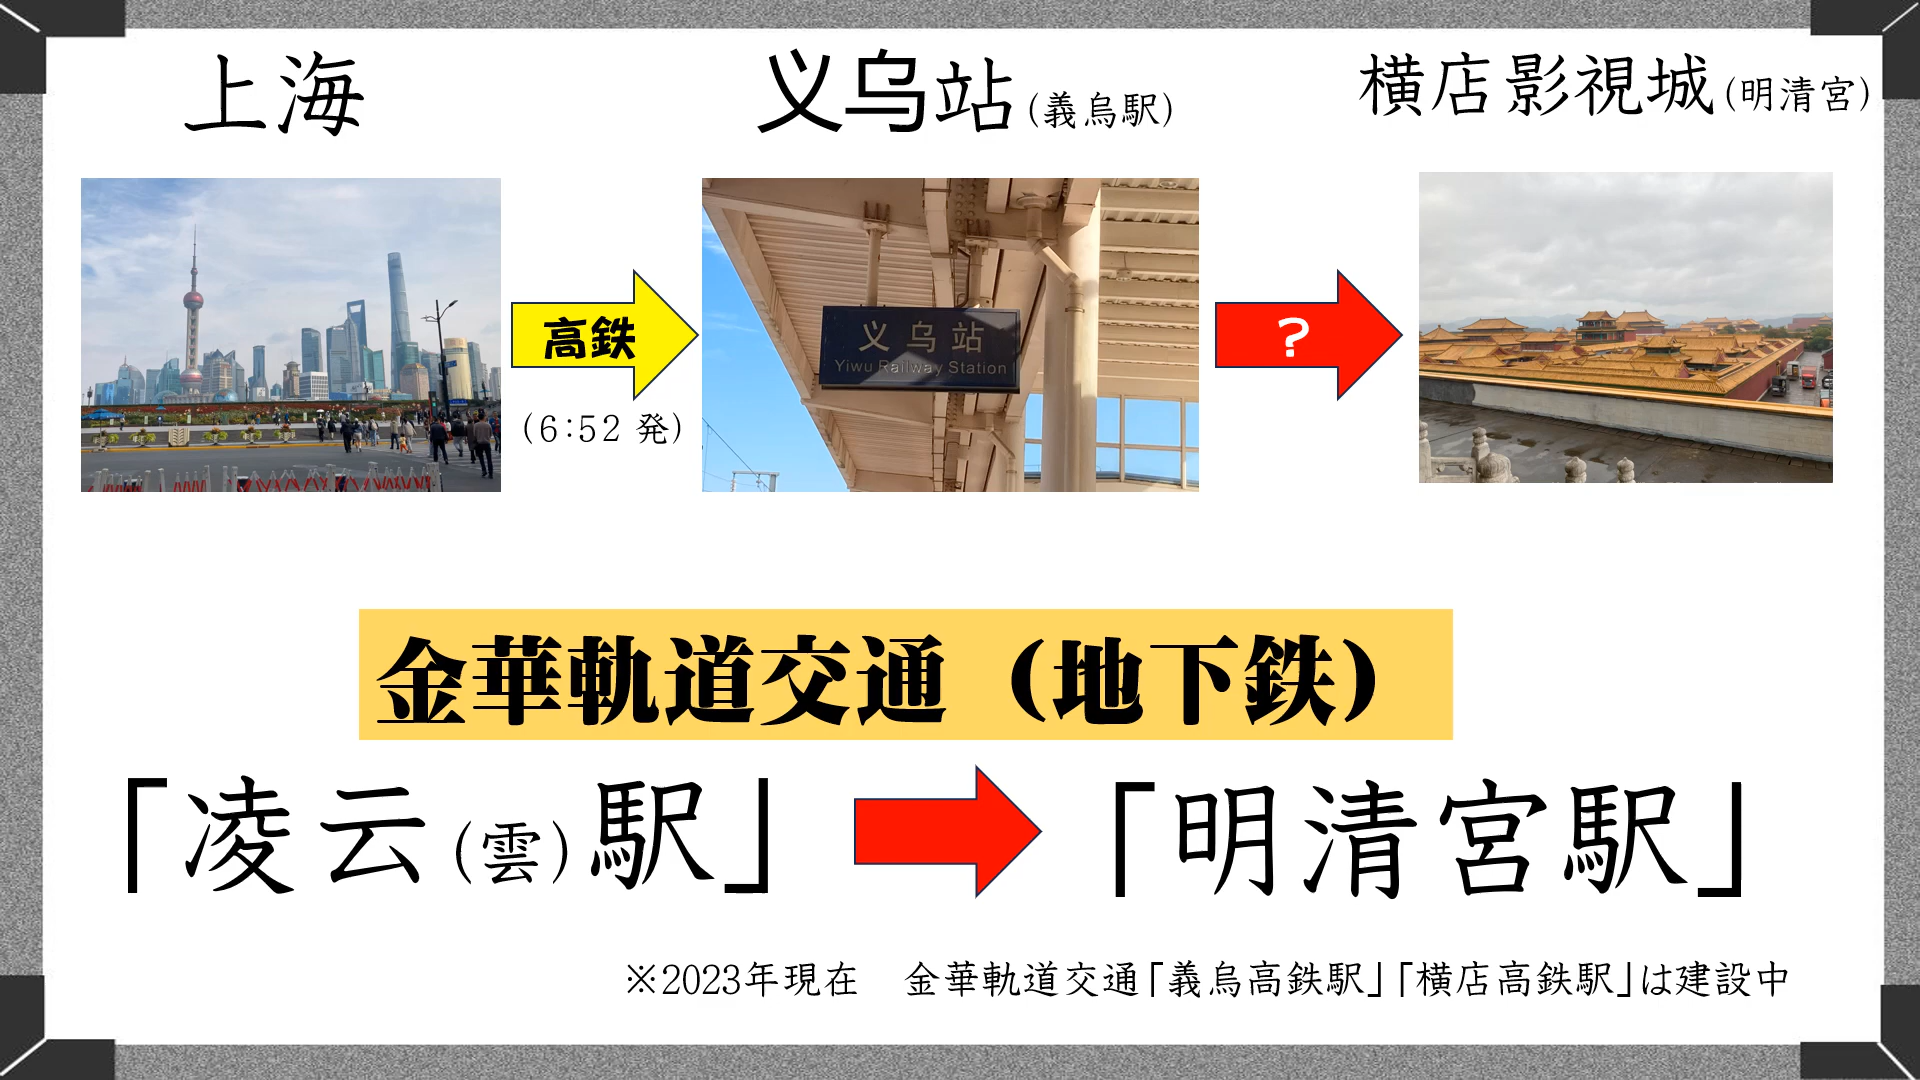 上海
义乌站(義烏駅)
横店影視城(明清宮)
高鉄
(6:52 発)
义乌站
Yiwu Railway Station
?
金華軌道交通（地下鉄）
「凌云(雲)駅」
「明清宮駅」
※2023年現在　金華軌道交通「義烏高鉄駅」「横店高鉄駅」は建設中